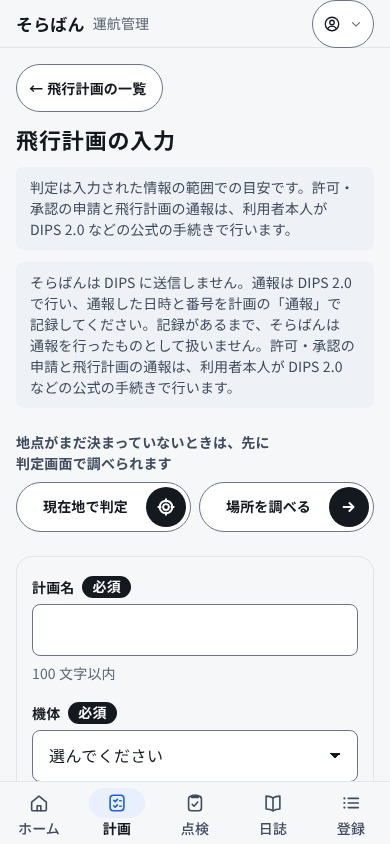 そらばん 運航管理
← 飛行計画の一覧
飛行計画の入力
判定は入力された情報の範囲での目安です。許可・
承認の申請と飛行計画の通報は、利用者本人が
DIPS 2.0 などの公式の手続きで行います。
そらばんは DIPS に送信しません。通報は DIPS 2.0
で行い、通報した日時と番号を計画の「通報」で
記録してください。記録があるまで、そらばんは
通報を行ったものとして扱いません。許可・承認の
申請と飛行計画の通報は、利用者本人が DIPS 2.0
などの公式の手続きで行います。
地点がまだ決まっていないときは、先に
判定画面で調べられます
現在地で判定 場所を調べる →
計画名 必須
100 文字以内
機体 必須
選んでください
ホーム 計画 点検 日誌 登録